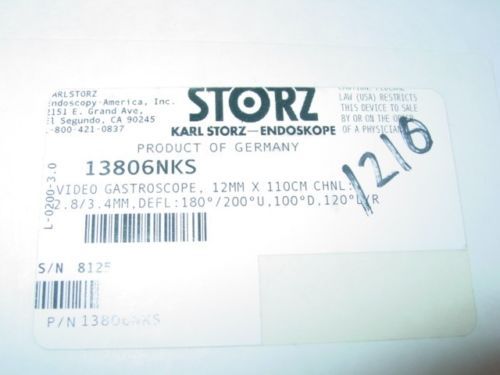 KARLSTORZ
Endoscopy-America, Inc.
2151 E. Grand Ave,
El Segundo, CA 90245
1-800-421-0837
STORZ
KARL STORZ—ENDOSKOPE
CAUTION: FEDERAL
LAW (USA) RESTRICTS
THIS DEVICE TO SALE
BY OR ON THE ORDER
OF A PHYSICIAN
PRODUCT OF GERMANY
13806NKS
1216
VIDEO GASTROSCOPE, 12MM X 110CM CHNL:
2.8/3.4MM,DEFL:180°/200°U,100°D,120°L/R
L-0200-3.0
S/N 8125
P/N 13806NKS